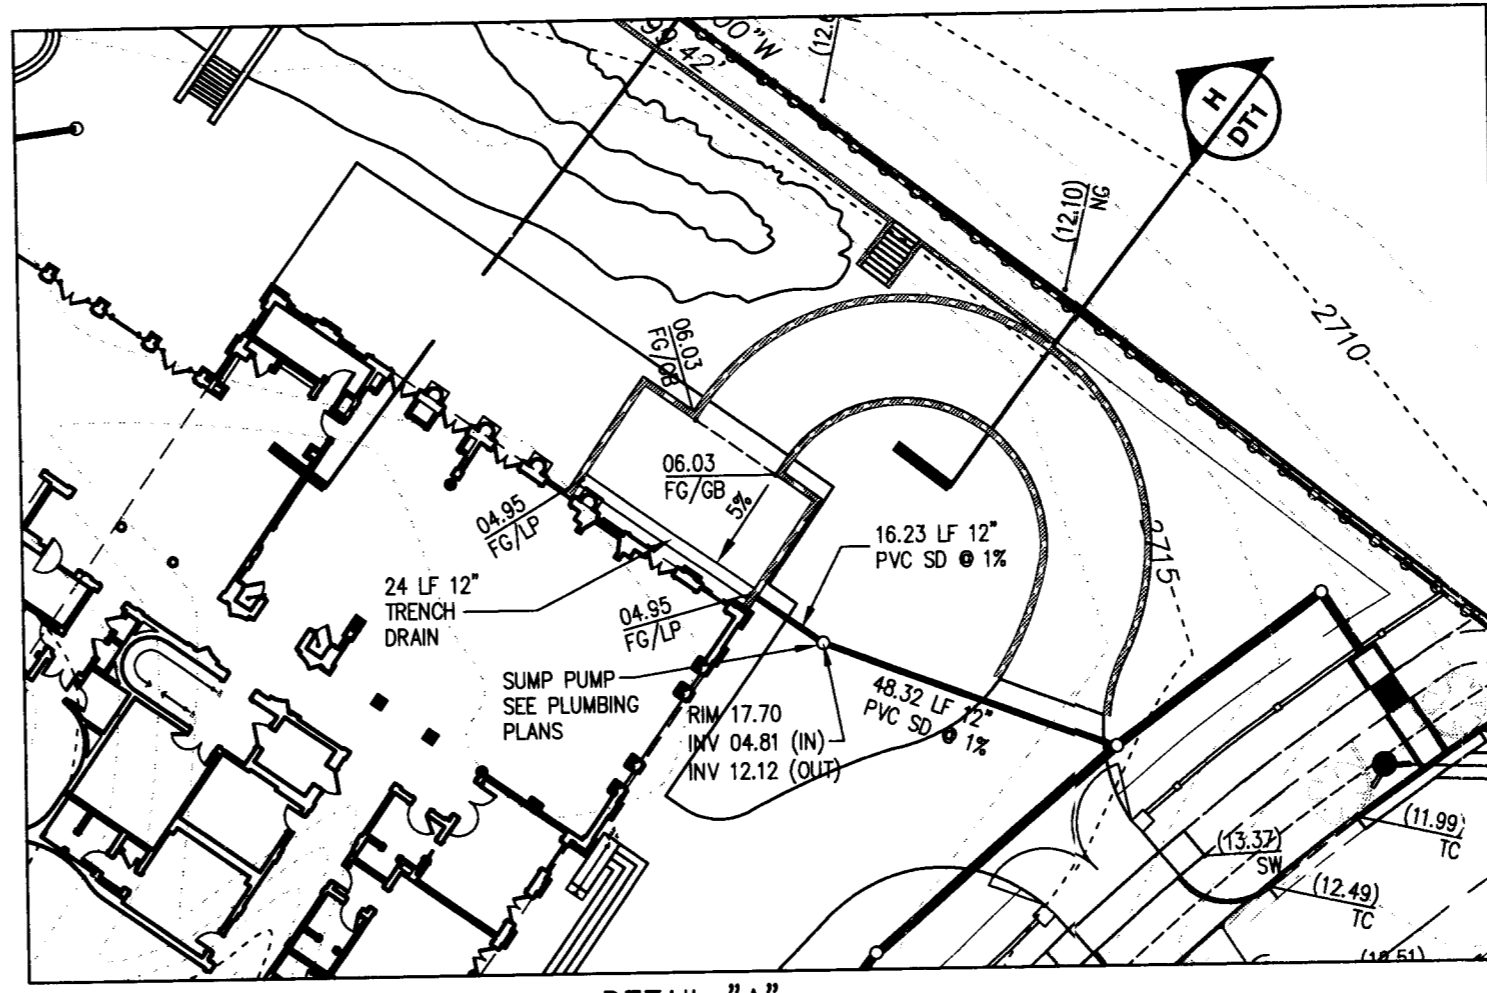 00"W
99.42'
H
DT1
(12.10)
NG
2710
06.03
FG/GB
06.03
FG/GB
5%
04.95
FG/LP
16.23 LF 12"
PVC SD @ 1%
2715
24 LF 12"
TRENCH
DRAIN
04.95
FG/LP
SUMP PUMP
SEE PLUMBING
PLANS
48.32 LF 12"
PVC SD @ 1%
RIM 17.70
INV 04.81 (IN)
INV 12.12 (OUT)
(11.99)
TC
(13.37)
SW
(12.49)
TC